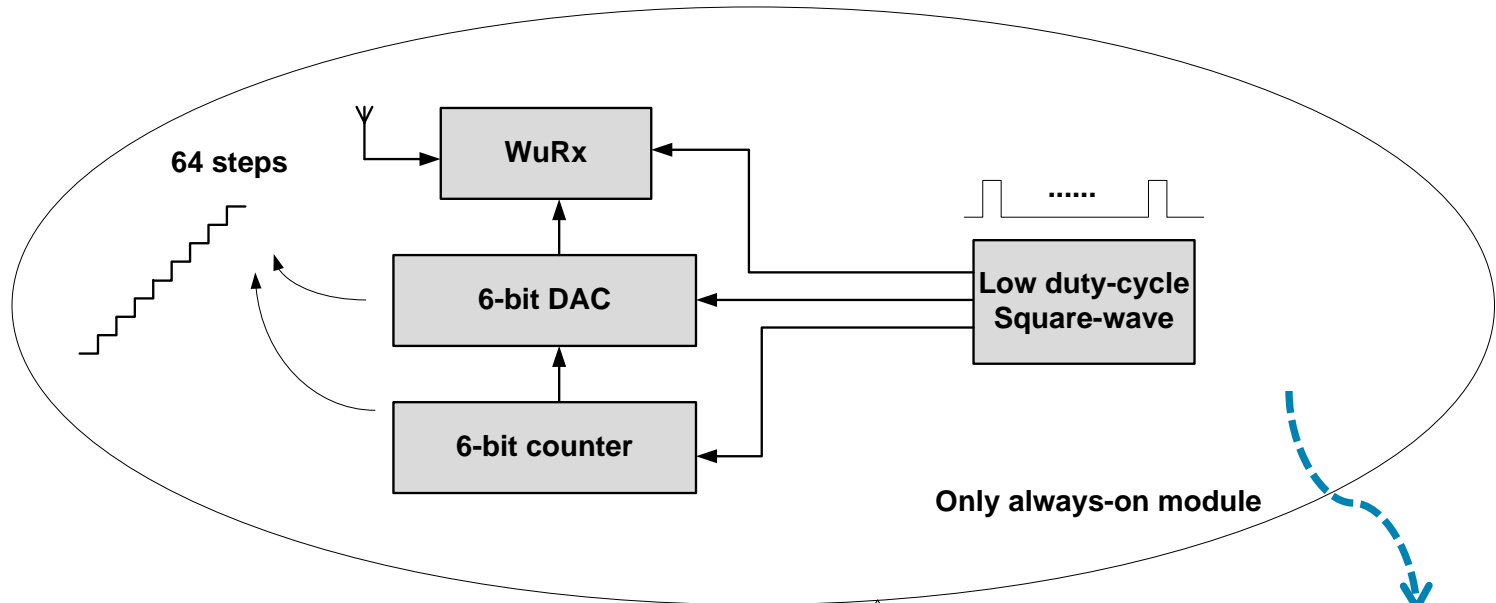 WuRx
64 steps
......
6-bit DAC
Low duty-cycle
Square-wave
6-bit counter
Only always-on module